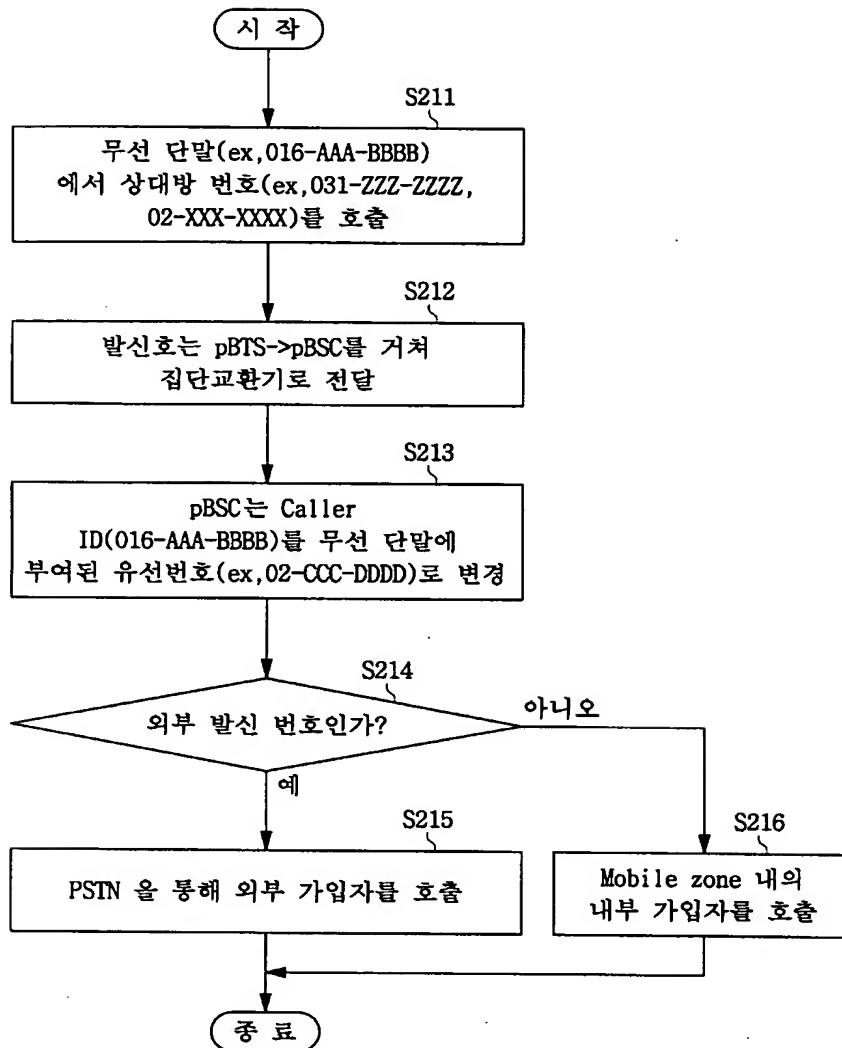 시 작
S211
무선 단말(ex,016-AAA-BBBB)
에서 상대방 번호(ex,031-ZZZ-ZZZZ,
02-XXX-XXXX)를 호출
S212
발신호는 pBTS->pBSC를 거쳐
집단교환기로 전달
S213
pBSC는 Caller
ID(016-AAA-BBBB)를 무선 단말에
부여된 유선번호(ex,02-CCC-DDDD)로 변경
S214
외부 발신 번호인가?
아니오
예
S215
PSTN 을 통해 외부 가입자를 호출
S216
Mobile zone 내의
내부 가입자를 호출
종 료